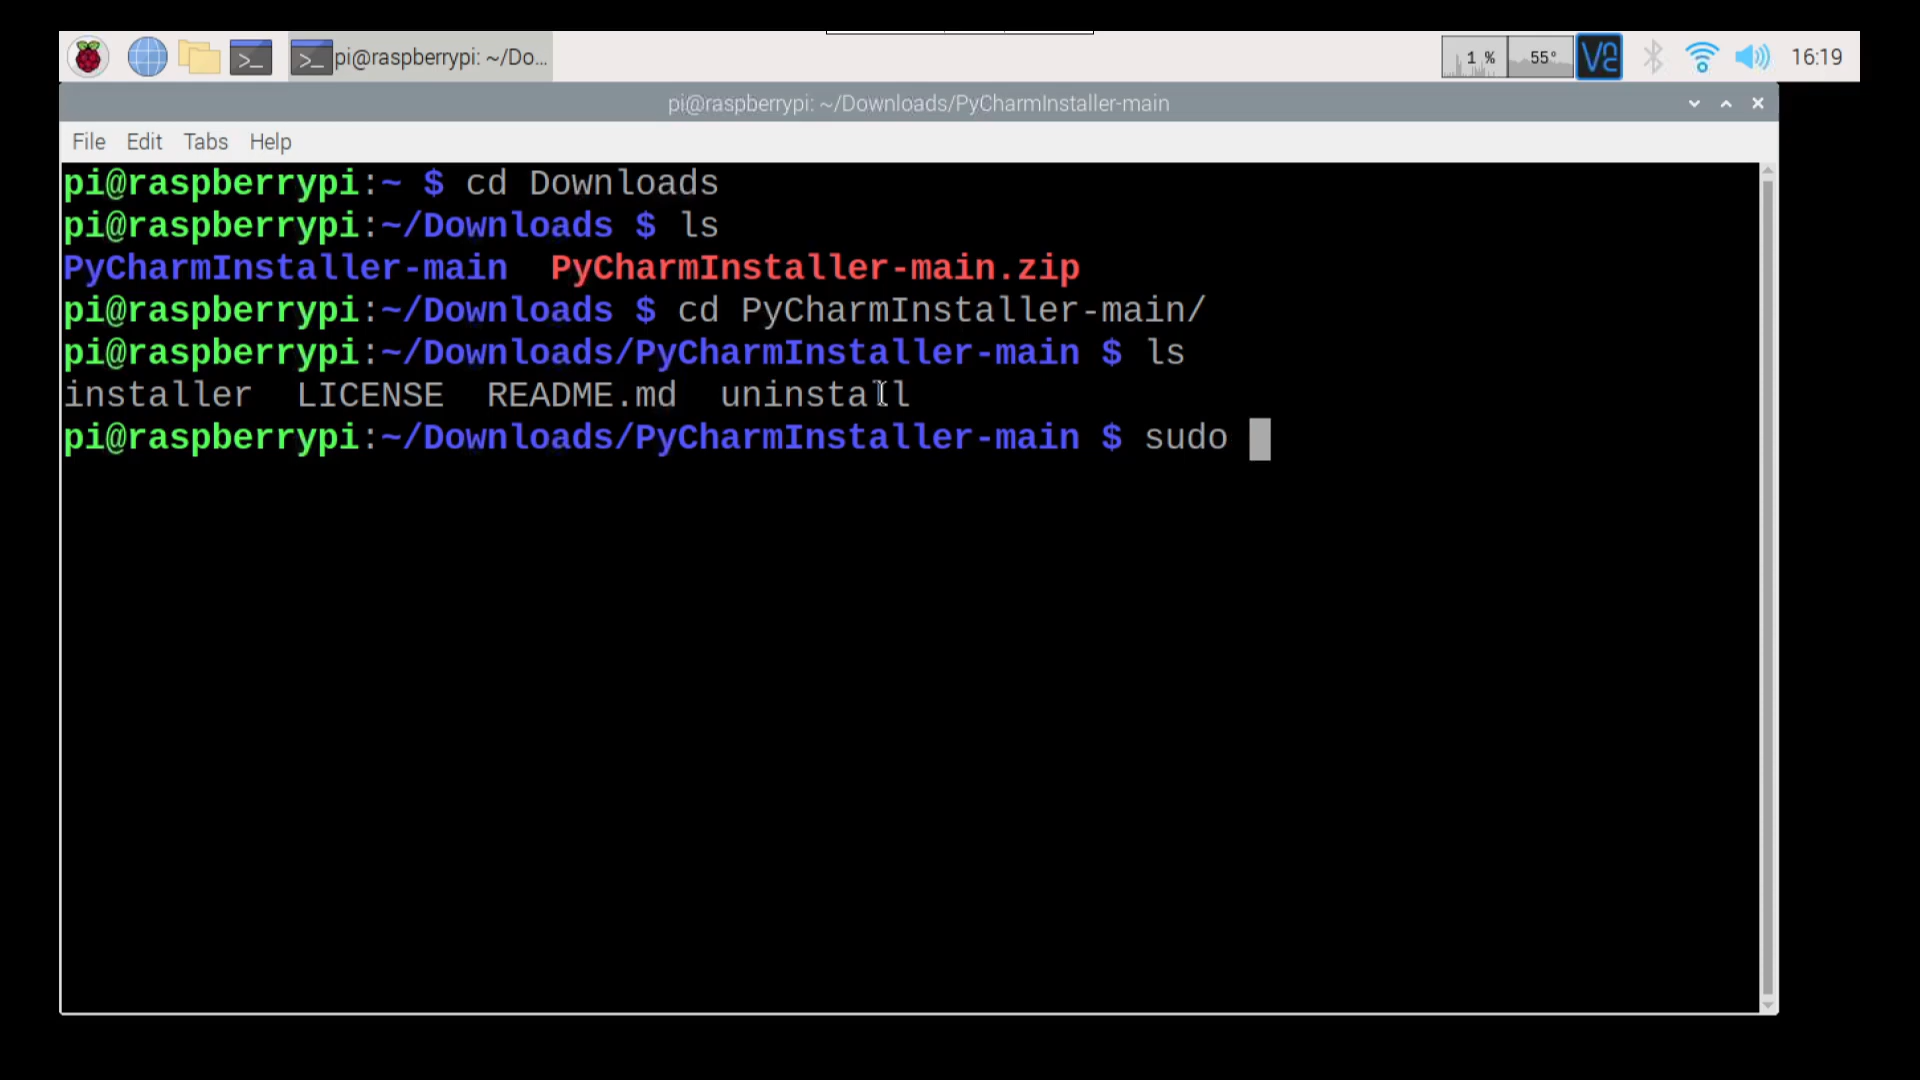 pi@raspberrypi: ~/Do...
1 %
55°
16:19
pi@raspberrypi: ~/Downloads/PyCharmInstaller-main
File Edit Tabs Help
pi@raspberrypi:~ $ cd Downloads
pi@raspberrypi:~/Downloads $ ls
PyCharmInstaller-main  PyCharmInstaller-main.zip
pi@raspberrypi:~/Downloads $ cd PyCharmInstaller-main/
pi@raspberrypi:~/Downloads/PyCharmInstaller-main $ ls
installer  LICENSE  README.md  uninstall
pi@raspberrypi:~/Downloads/PyCharmInstaller-main $ sudo